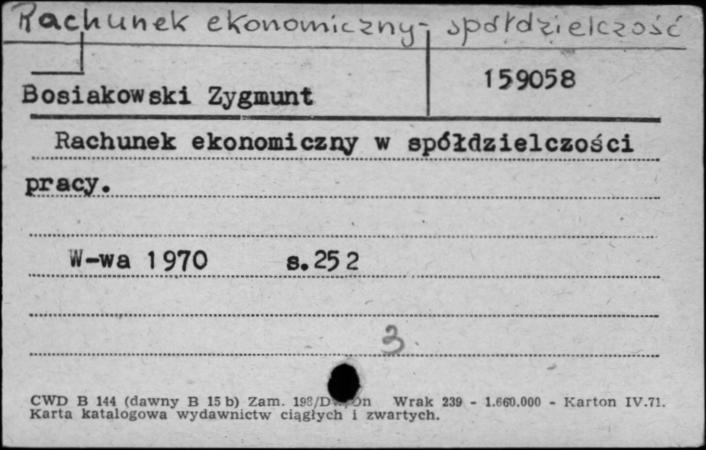 Rachunek ekonomiczny - spółdzielczość
159058
Bosiakowski Zygmunt
Rachunek ekonomiczny w spółdzielczości
pracy.
W-wa 1970 s.252
3
CWD B 144 (dawny B 15 b) Zam. Wrak 239 - 1.660.000 - Karton IV.71.
Karta katalogowa wydawnictw ciągłych i zwartych.